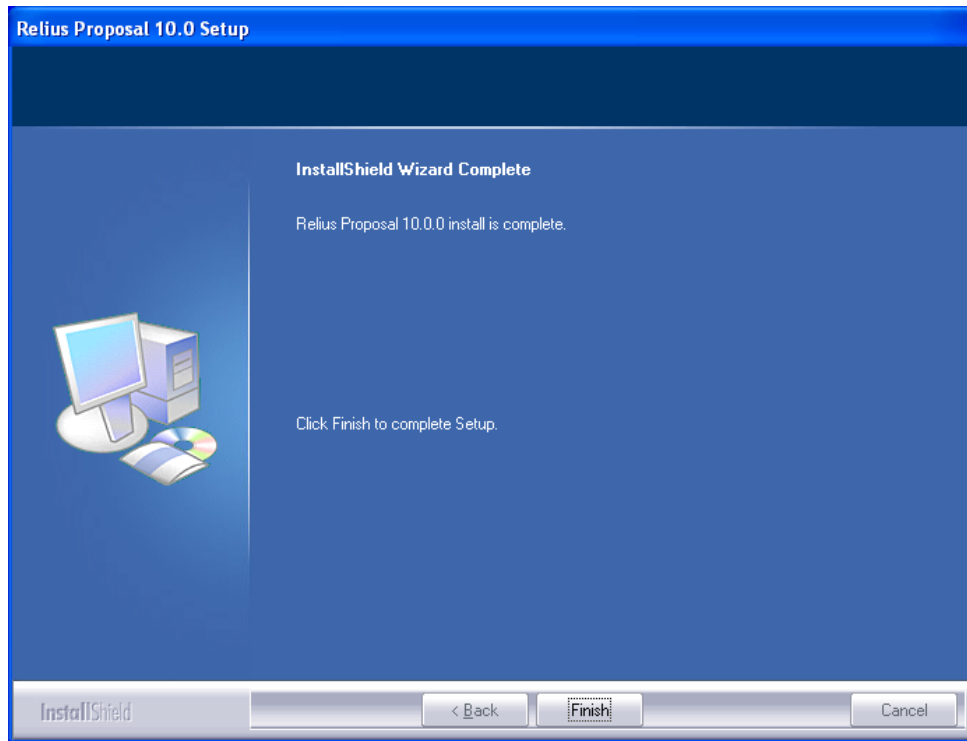 Relius Proposal 10.0 Setup
InstallShield Wizard Complete
Relius Proposal 10.0.0 install is complete.
Click Finish to complete Setup.
InstallShield
< Back
Finish
Cancel